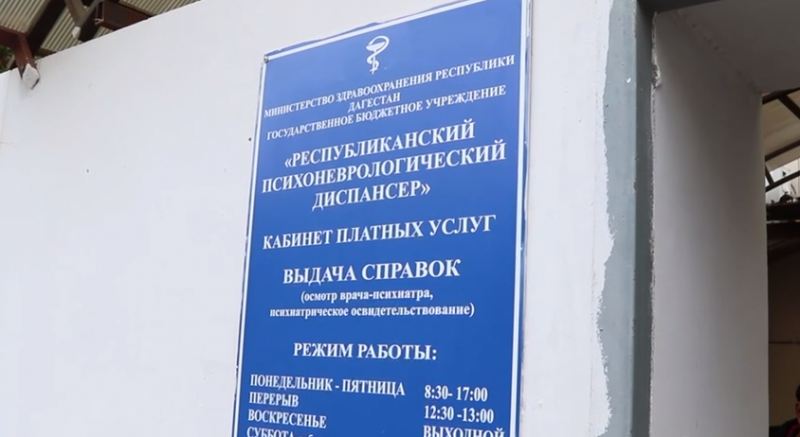 МИНИСТЕРСТВО ЗДРАВООХРАНЕНИЯ РЕСПУБЛИКИ
ДАГЕСТАН
ГОСУДАРСТВЕННОЕ БЮДЖЕТНОЕ УЧРЕЖДЕНИЕ
«РЕСПУБЛИКАНСКИЙ
ПСИХОНЕВРОЛОГИЧЕСКИЙ
ДИСПАНСЕР»
КАБИНЕТ ПЛАТНЫХ УСЛУГ
ВЫДАЧА СПРАВОК
(осмотр врача-психиатра,
психиатрическое освидетельствование)
РЕЖИМ РАБОТЫ:
ПОНЕДЕЛЬНИК - ПЯТНИЦА 8:30- 17:00
ПЕРЕРЫВ 12:30 -13:00
ВОСКРЕСЕНЬЕ ВЫХОДНОЙ
СУББОТА